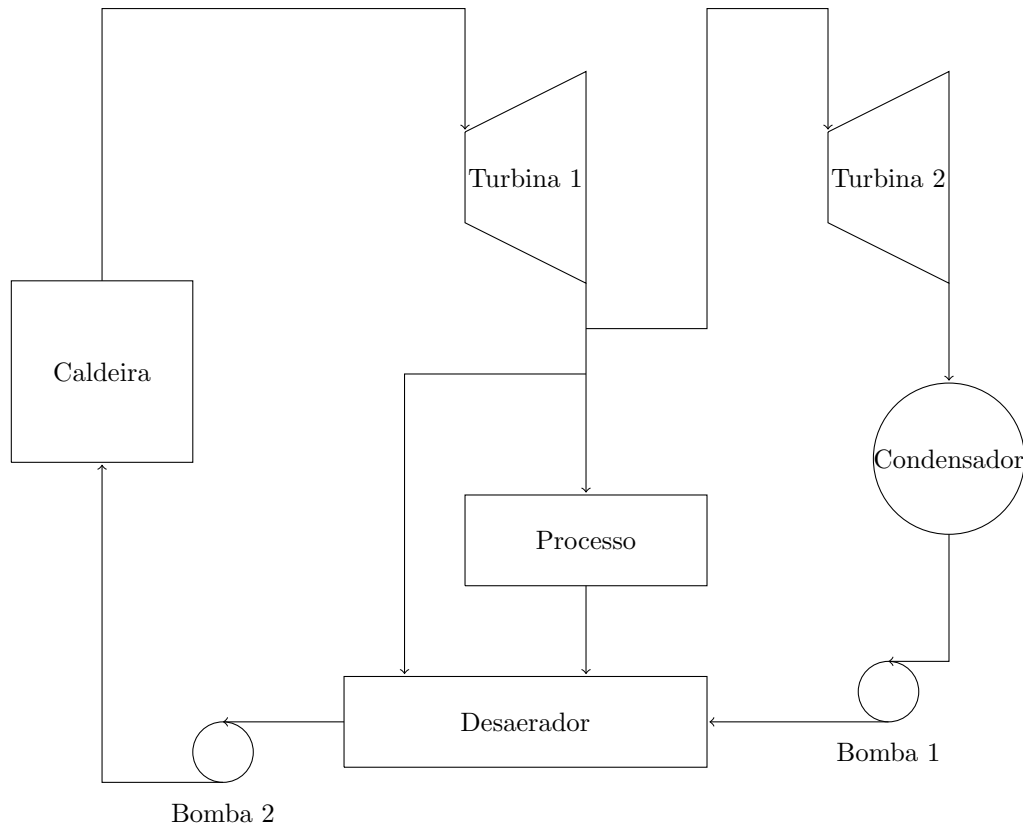 Turbina 1
Turbina 2
Caldeira
Condensador
Processo
Desaerador
Bomba 1
Bomba 2